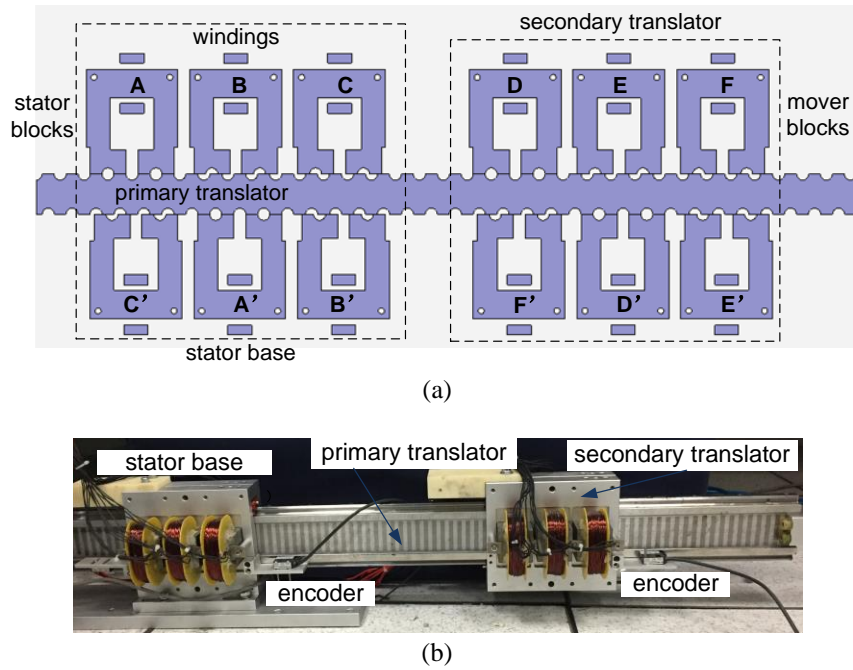 secondary translator
windings
A B C D E F
stator
blocks
mover
blocks
primary translator
C’ A’ B’ F’ D’ E’
stator base
(a)
primary translator
stator base
secondary translator
encoder
encoder
(b)